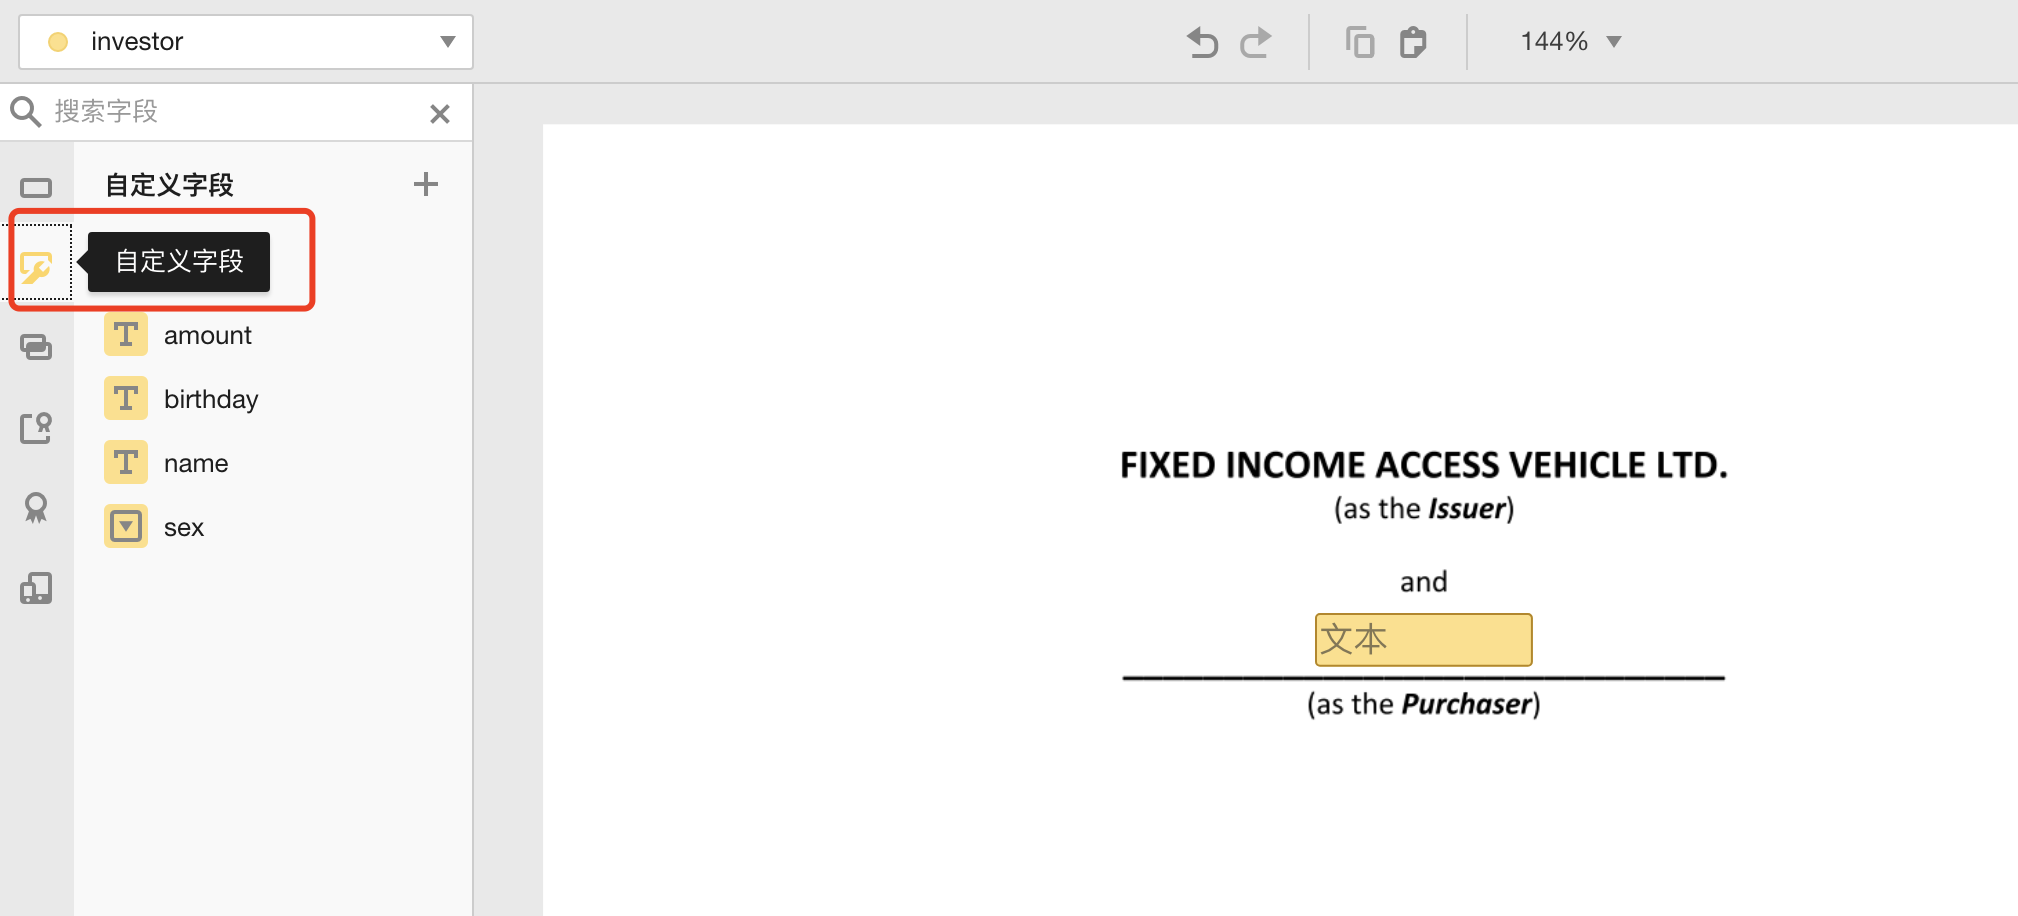 investor
144%
搜索字段
自定义字段
自定义字段
amount
birthday
name
sex
FIXED INCOME ACCESS VEHICLE LTD.
(as the Issuer)
and
文本
(as the Purchaser)